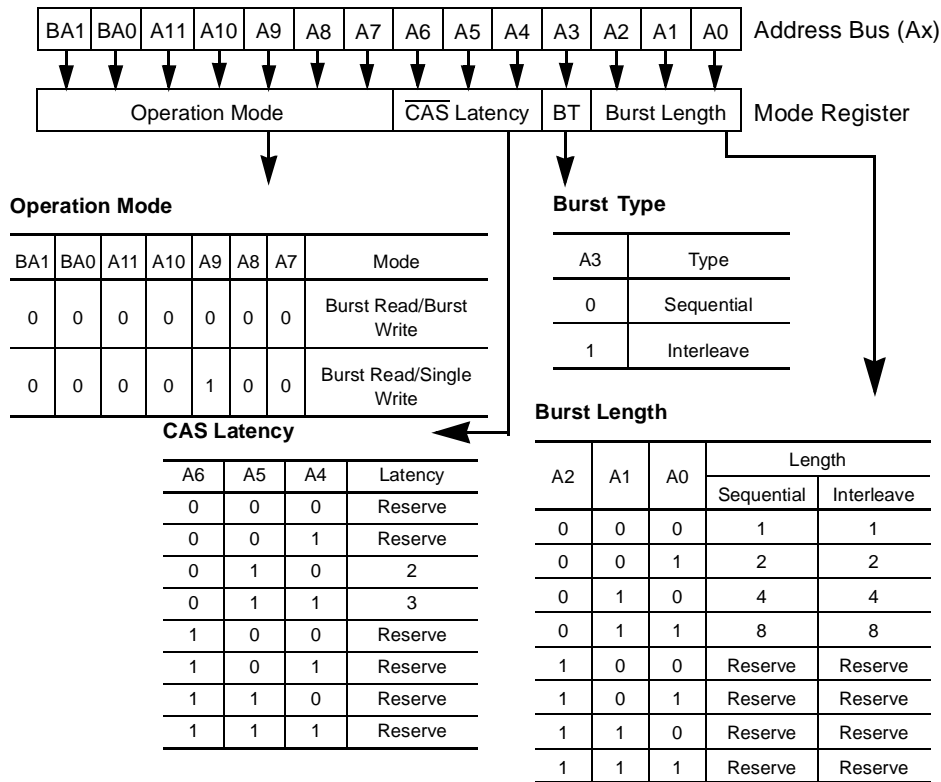 BA1 BA0 A11 A10 A9 A8 A7 A6 A5 A4 A3 A2 A1 A0 Address Bus (Ax)
Operation Mode CAS Latency BT Burst Length Mode Register
Operation Mode
BA1 BA0 A11 A10 A9 A8 A7 Mode
0 0 0 0 0 0 0 Burst Read/Burst
Write
0 0 0 0 1 0 0 Burst Read/Single
Write
Burst Type
A3 Type
0 Sequential
1 Interleave
CAS Latency
A6 A5 A4 Latency
0 0 0 Reserve
0 0 1 Reserve
0 1 0 2
0 1 1 3
1 0 0 Reserve
1 0 1 Reserve
1 1 0 Reserve
1 1 1 Reserve
Burst Length
A2 A1 A0 Length
Sequential Interleave
0 0 0 1 1
0 0 1 2 2
0 1 0 4 4
0 1 1 8 8
1 0 0 Reserve Reserve
1 0 1 Reserve Reserve
1 1 0 Reserve Reserve
1 1 1 Reserve Reserve